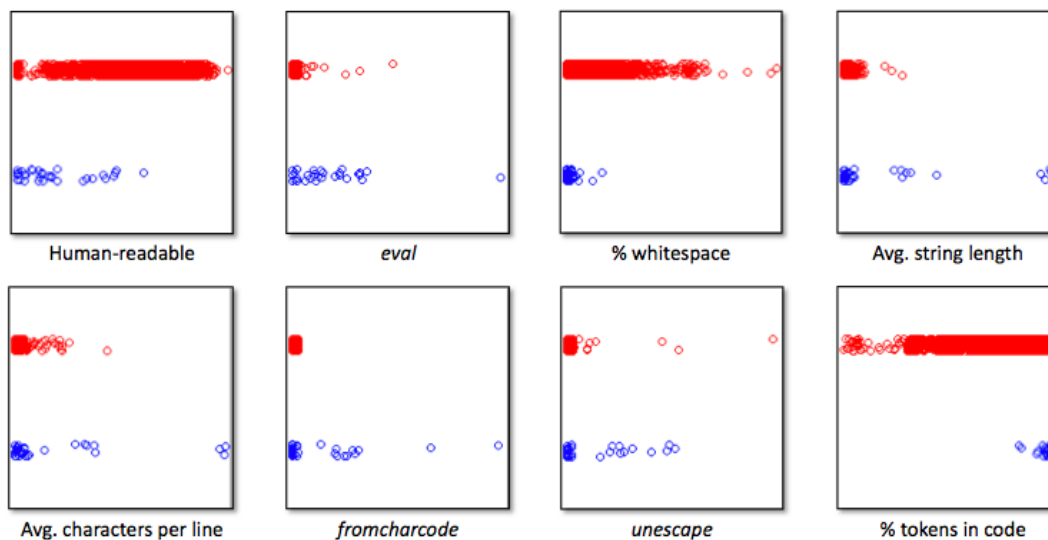 Human-readable
eval
% whitespace
Avg. string length
Avg. characters per line
fromcharcode
unescape
% tokens in code